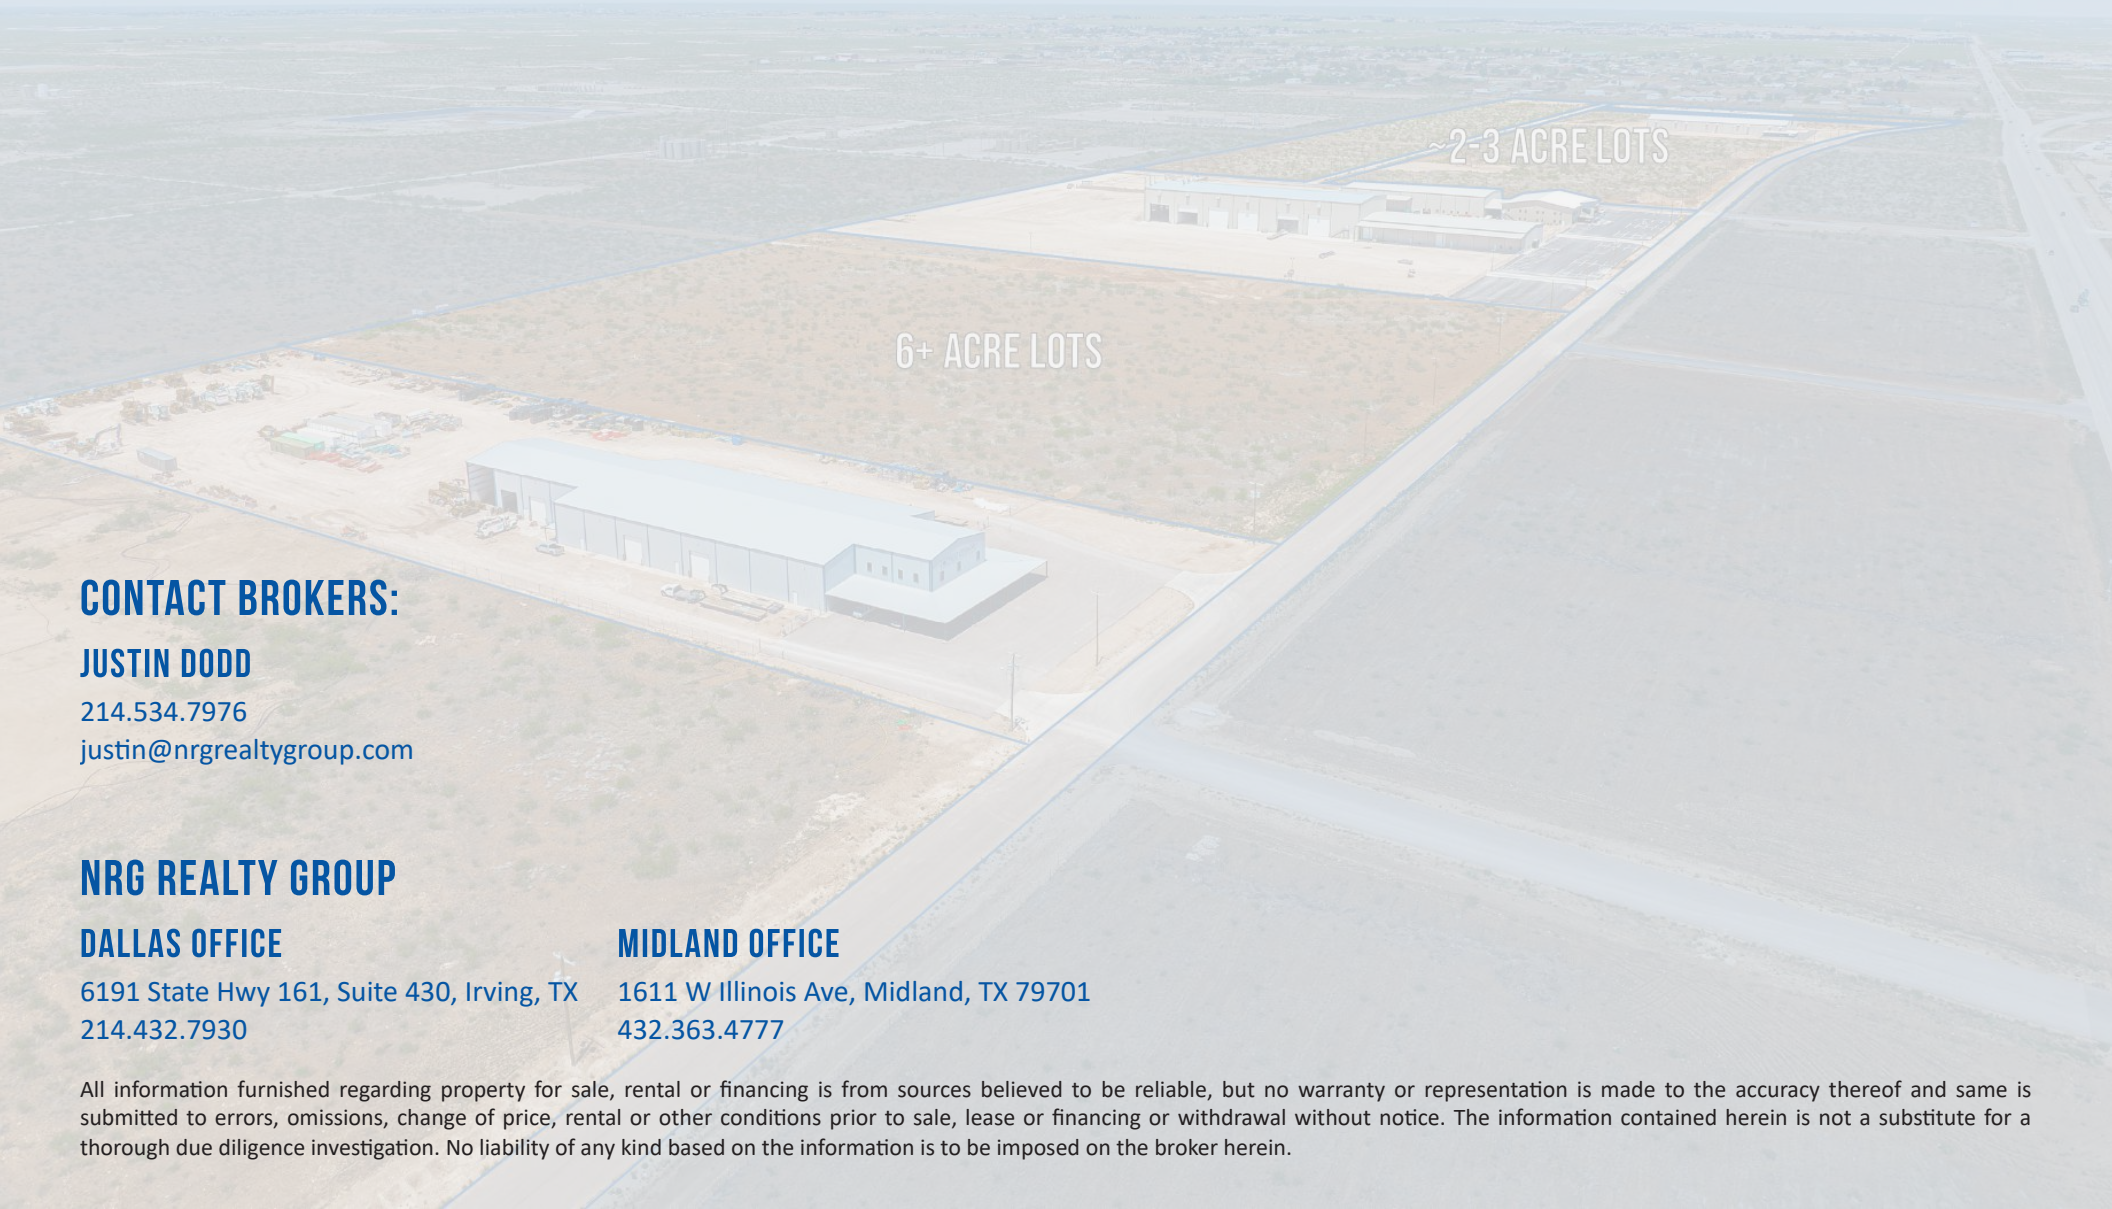 ~2-3 ACRE LOTS
6+ ACRE LOTS
CONTACT BROKERS:
JUSTIN DODD
214.534.7976
justin@nrgrealtygroup.com
NRG REALTY GROUP
DALLAS OFFICE
6191 State Hwy 161, Suite 430, Irving, TX
214.432.7930
MIDLAND OFFICE
1611 W Illinois Ave, Midland, TX 79701
432.363.4777
All information furnished regarding property for sale, rental or financing is from sources believed to be reliable, but no warranty or representation is made to the accuracy thereof and same is
submitted to errors, omissions, change of price, rental or other conditions prior to sale, lease or financing or withdrawal without notice. The information contained herein is not a substitute for a
thorough due diligence investigation. No liability of any kind based on the information is to be imposed on the broker herein.